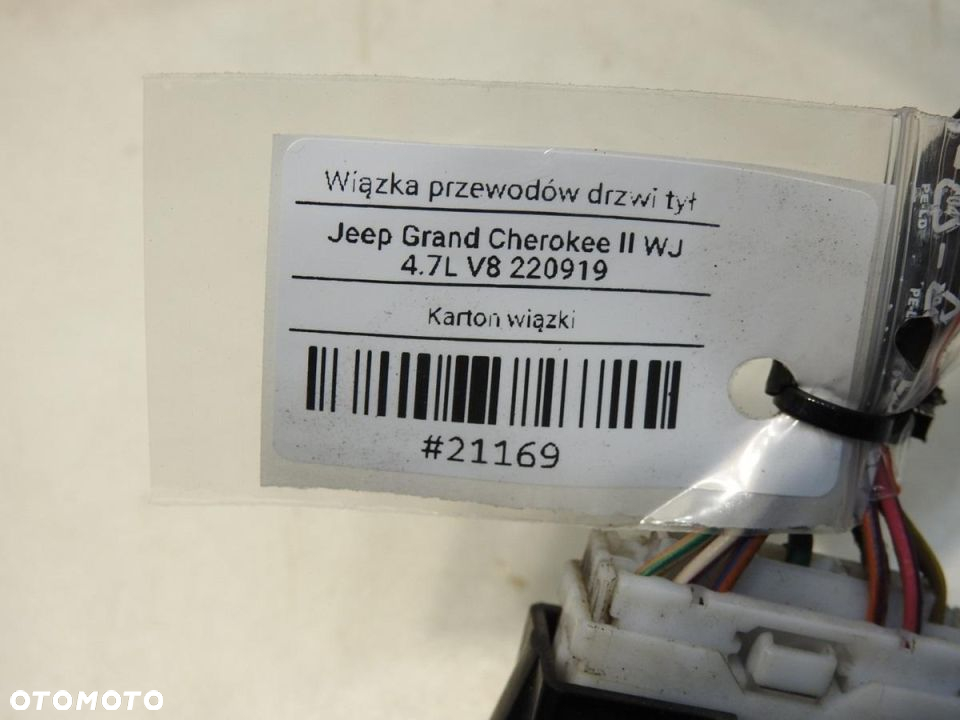 Wiązka przewodów drzwi tył
Jeep Grand Cherokee II WJ
4.7L V8 220919
Karton wiązki
#21169
OTOMOTO